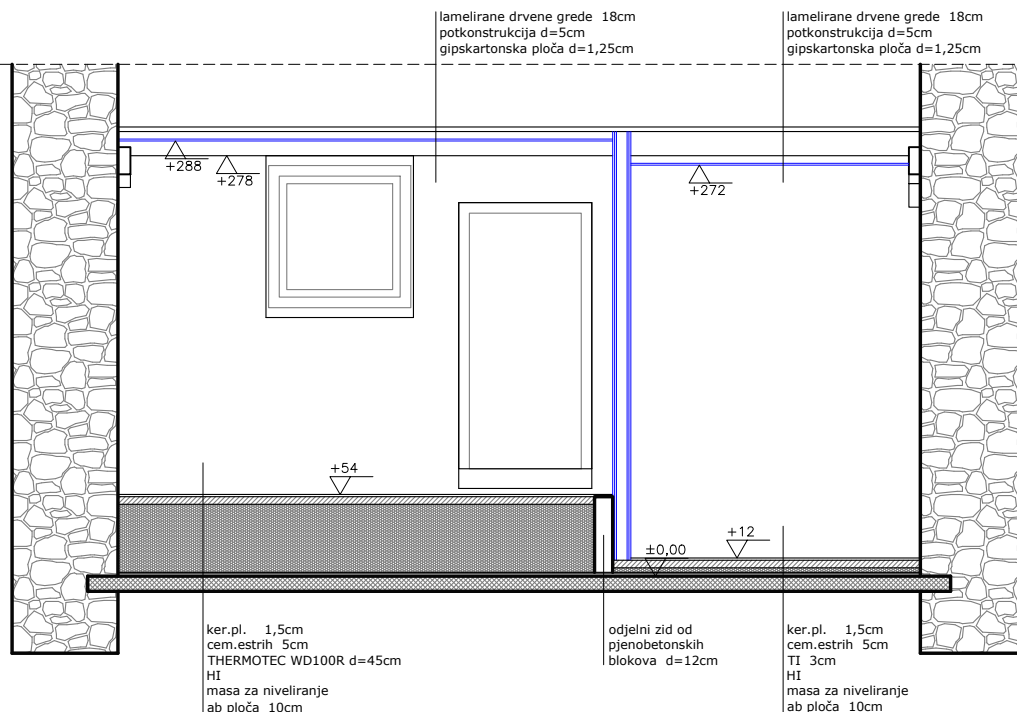 lamelirane drvene grede 18cm
potkonstrukcija d=5cm
gipskartonska ploča d=1,25cm
lamelirane drvene grede 18cm
potkonstrukcija d=5cm
gipskartonska ploča d=1,25cm
+288
+278
+272
+54
+12
±0,00
ker.pl. 1,5cm
cem.estrih 5cm
THERMOTEC WD100R d=45cm
HI
masa za niveliranje
ab ploča 10cm
odjelni zid od
pjenobetonskih
blokova d=12cm
ker.pl. 1,5cm
cem.estrih 5cm
TI 3cm
HI
masa za niveliranje
ab ploča 10cm